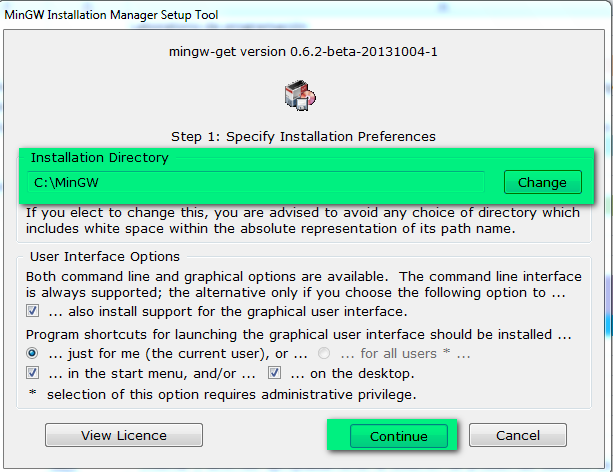 MinGW Installation Manager Setup Tool
mingw-get version 0.6.2-beta-20131004-1
Step 1: Specify Installation Preferences
Installation Directory
C:\MinGW
Change
If you elect to change this, you are advised to avoid any choice of directory which
includes white space within the absolute representation of its path name.
User Interface Options
Both command line and graphical options are available. The command line interface
is always supported; the alternative only if you choose the following option to ...
... also install support for the graphical user interface.
Program shortcuts for launching the graphical user interface should be installed ...
... just for me (the current user), or ... ... for all users * ...
... in the start menu, and/or ... ... on the desktop.
* selection of this option requires administrative privilege.
View Licence Continue Cancel